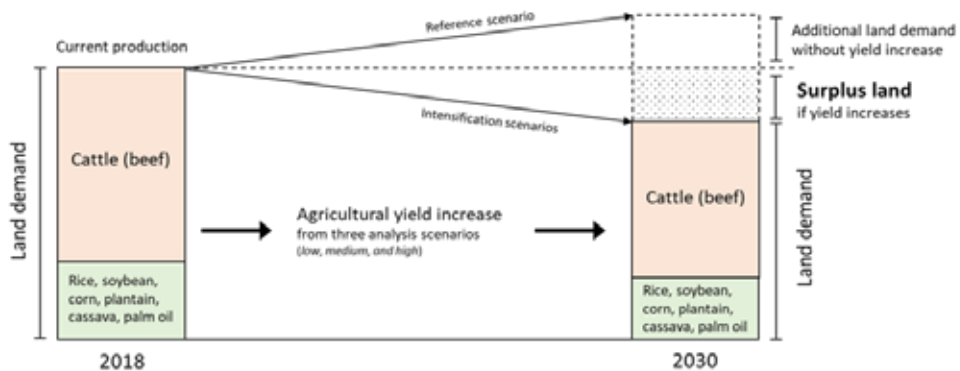 Current production
Reference scenario
Additional land demand
without yield increase
Surplus land
if yield increases
Intensification scenarios
Land demand
Cattle (beef)
Rice, soybean,
corn, plantain,
cassava, palm oil
Agricultural yield increase
from three analysis scenarios
(low, medium, and high)
Cattle (beef)
Rice, soybean,
corn, plantain,
cassava, palm oil
Land demand
2018
2030